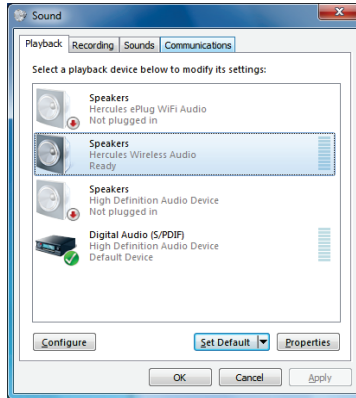 Sound
Playback Recording Sounds Communications
Select a playback device below to modify its settings:
Speakers
Hercules ePlug WiFi Audio
Not plugged in
Speakers
Hercules Wireless Audio
Ready
Speakers
High Definition Audio Device
Not plugged in
Digital Audio (S/PDIF)
High Definition Audio Device
Default Device
Configure Set Default Properties
OK Cancel Apply